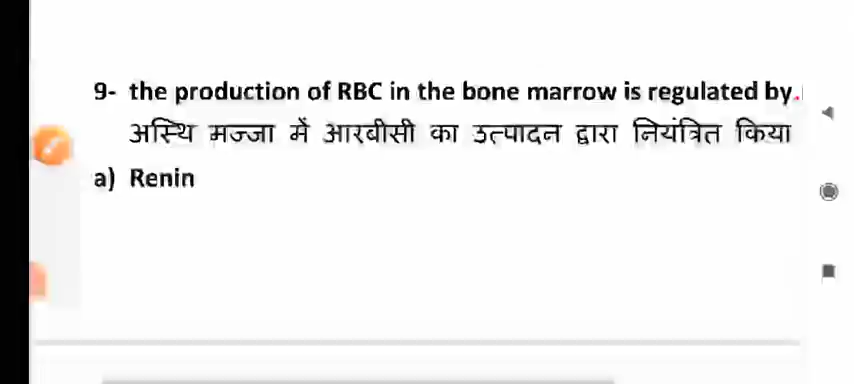 9- the production of RBC in the bone marrow is regulated by.
अस्थि मज्जा में आरबीसी का उत्पादन द्वारा नियंत्रित किया
a) Renin